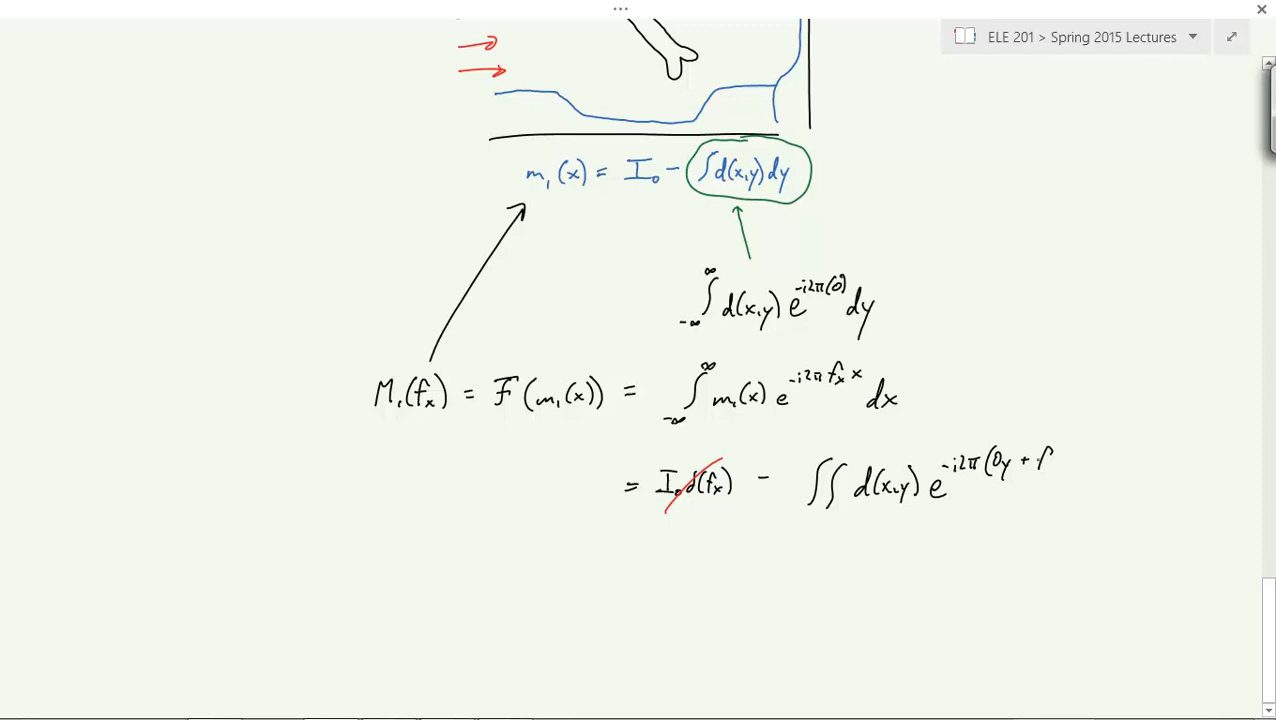 ELE 201 > Spring 2015 Lectures
m₁(x) = I₀ - ∫d(x,y)dy
∫_{-∞}^{∞} d(x,y) e^{-i2π(0)} dy
M₁(fₓ) = F(m₁(x)) = ∫_{-∞}^{∞} m₁(x) e^{-i2π fₓ x} dx
= I₀δ(fₓ) - ∫∫ d(x,y) e^{-i2π(0y + f